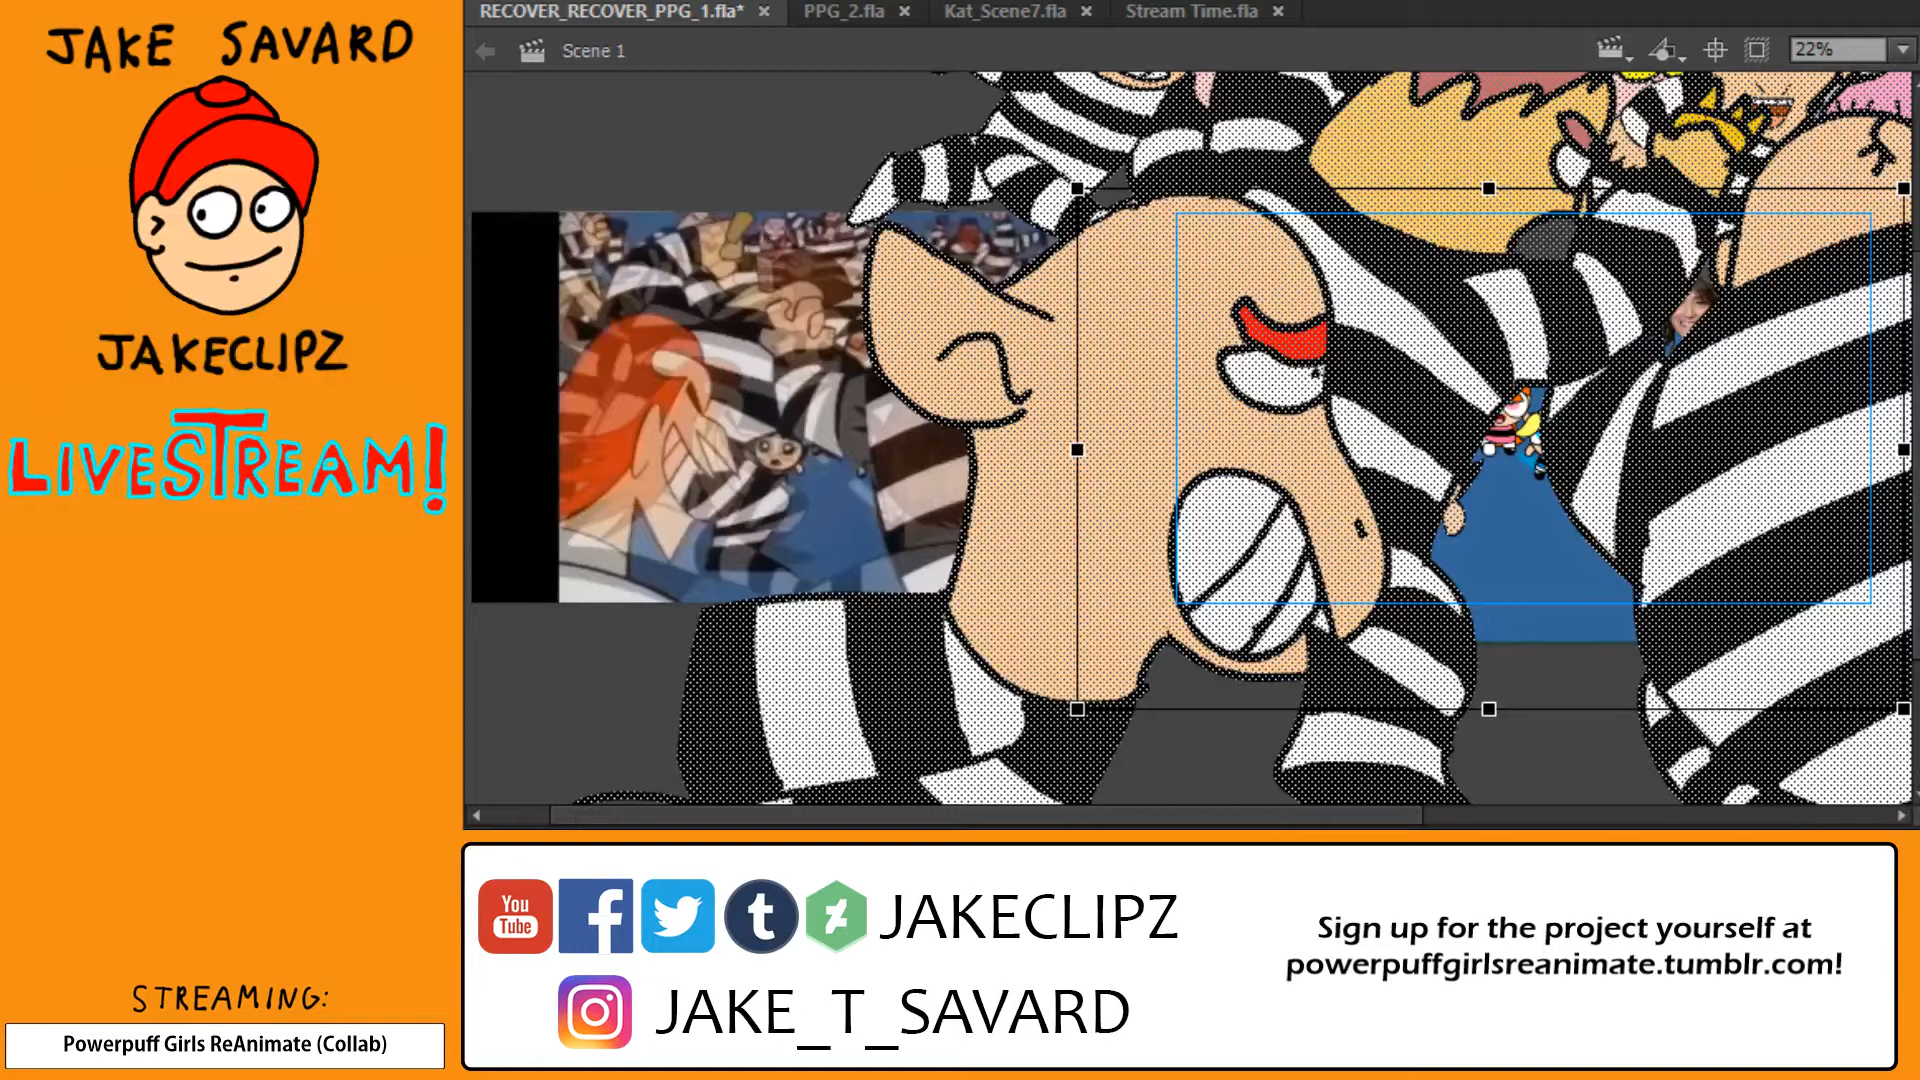 JAKE SAVARD
JAKECLIPZ
LIVESTREAM!
STREAMING:
Powerpuff Girls ReAnimate (Collab)
RECOVER_RECOVER_PPG_1.fla*
PPG_2.fla
Kat_Scene7.fla
Stream Time.fla
Scene 1
22%
You
Tube
f
t
JAKECLIPZ
JAKE_T_SAVARD
Sign up for the project yourself at
powerpuffgirlsreanimate.tumblr.com!